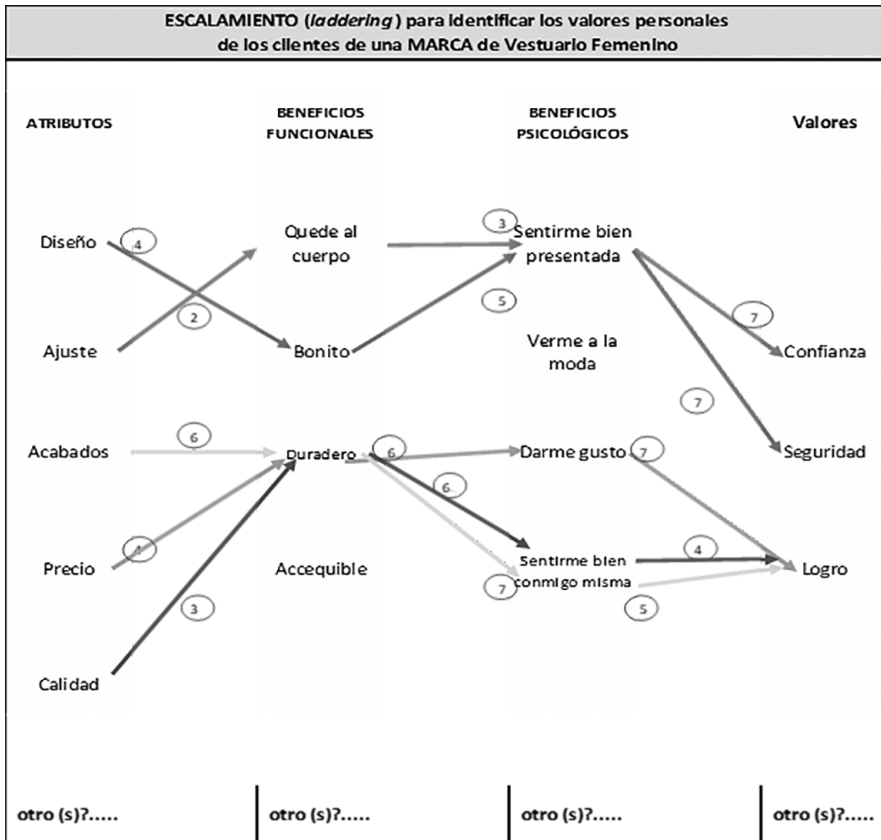 ESCALAMIENTO (laddering) para identificar los valores personales
de los clientes de una MARCA de Vestuario Femenino
ATRIBUTOS
BENEFICIOS
FUNCIONALES
BENEFICIOS
PSICOLÓGICOS
Valores
Diseño
4
Quede al
cuerpo
3
Sentirme bien
presentada
2
5
7
Ajuste
Bonito
Verme a la
moda
Confianza
7
Acabados
6
Duradero
6
Darme gusto
7
Seguridad
6
Precio
4
Accequible
7
Sentirme bien
conmigo misma
4
5
Logro
3
Calidad
otro (s)?.....
otro (s)?.....
otro (s)?.....
otro (s)?.....